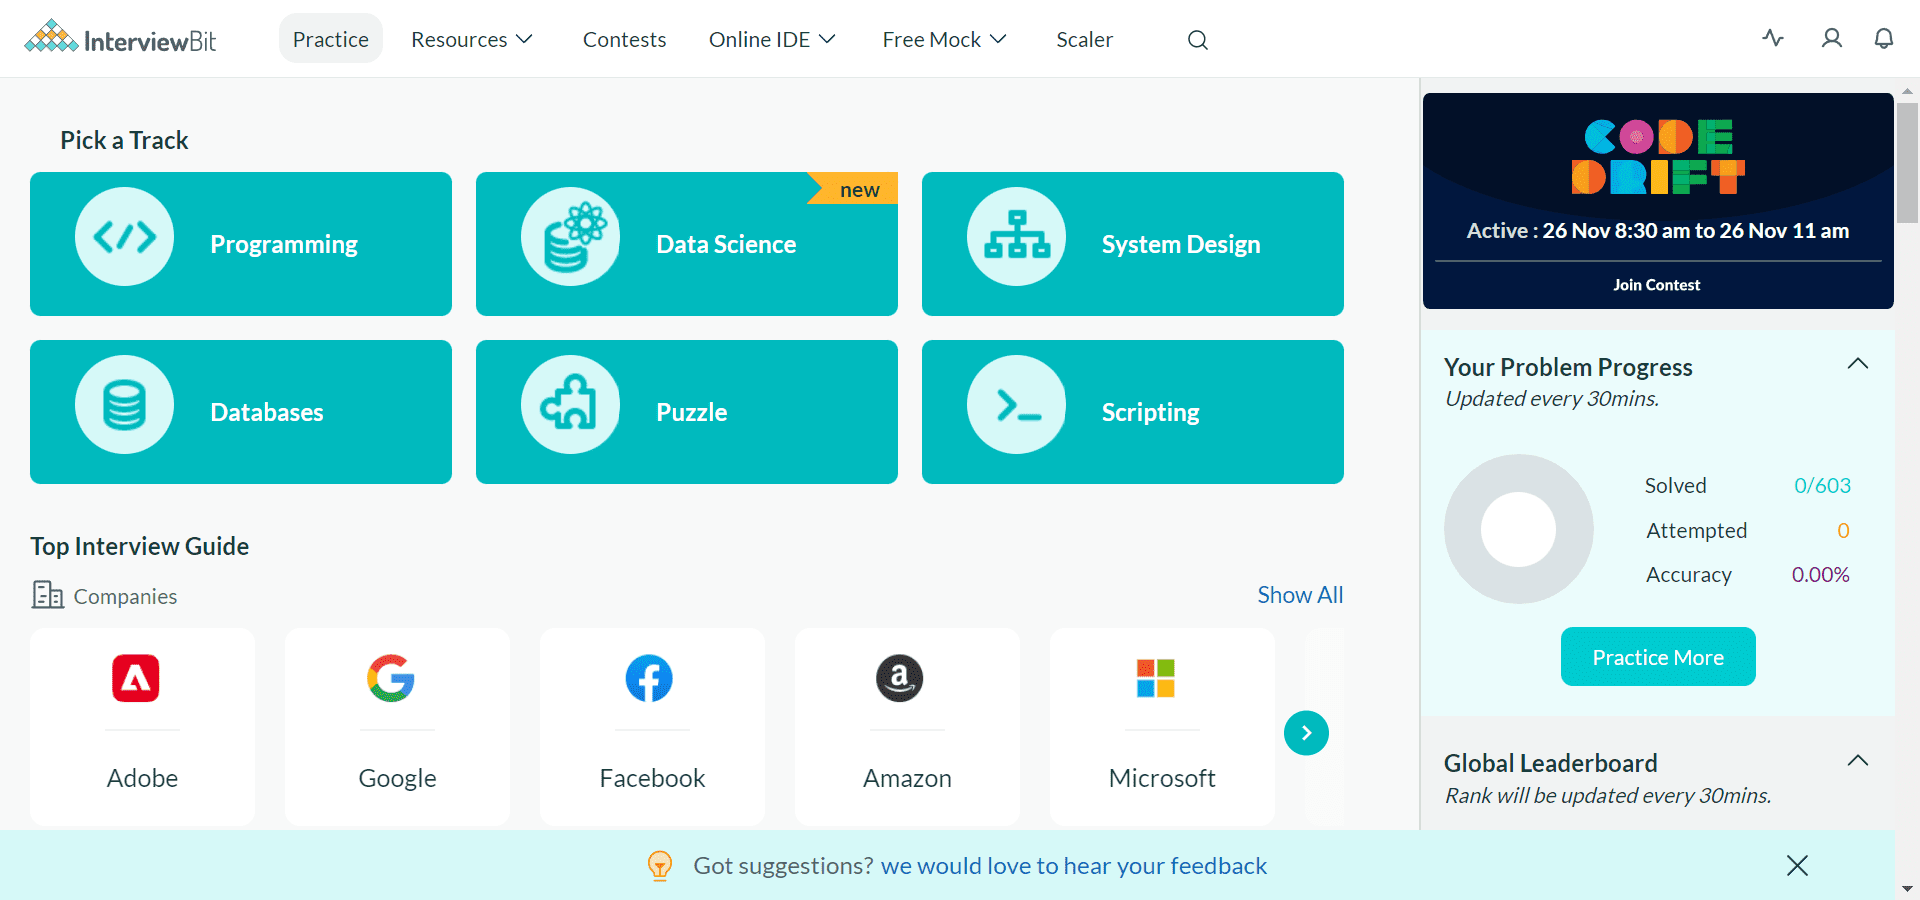 InterviewBit
Practice
Resources
Contests
Online IDE
Free Mock
Scaler
Pick a Track
Programming
Data Science
new
System Design
Databases
Puzzle
Scripting
Top Interview Guide
Companies
Show All
Adobe
Google
Facebook
a
Amazon
Microsoft
CODE
DRIFT
Active : 26 Nov 8:30 am to 26 Nov 11 am
Join Contest
Your Problem Progress
Updated every 30mins.
Solved 0/603
Attempted 0
Accuracy 0.00%
Practice More
Global Leaderboard
Rank will be updated every 30mins.
Got suggestions? we would love to hear your feedback